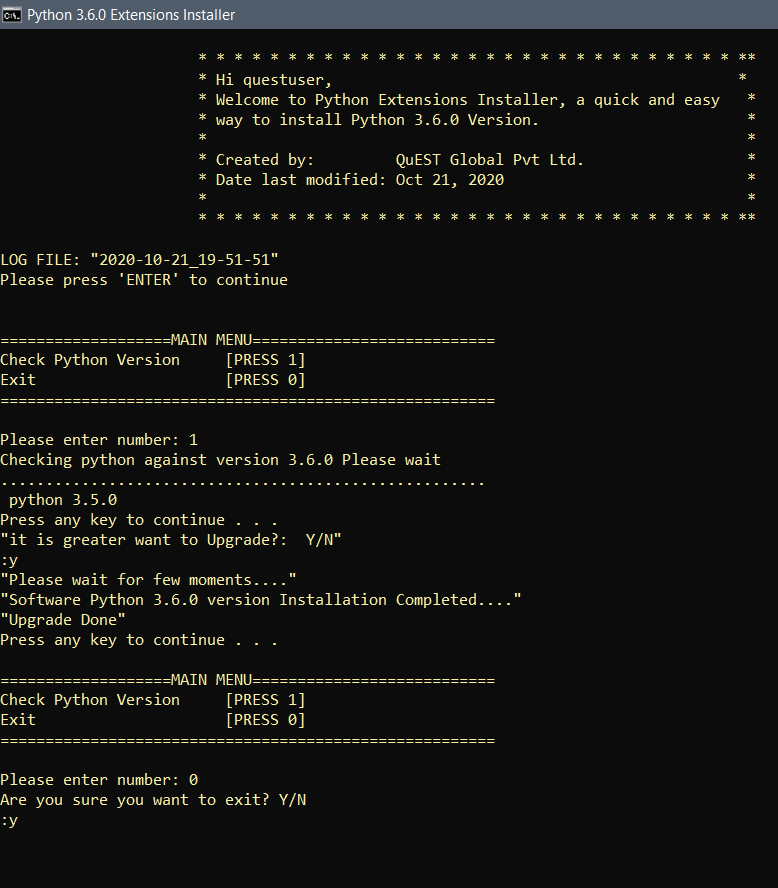 Python 3.6.0 Extensions Installer
* * * * * * * * * * * * * * * * * * * * * * * * * * * * * * **
* Hi questuser, *
* Welcome to Python Extensions Installer, a quick and easy *
* way to install Python 3.6.0 Version. *
* *
* Created by: QuEST Global Pvt Ltd. *
* Date last modified: Oct 21, 2020 *
* *
* * * * * * * * * * * * * * * * * * * * * * * * * * * * * * **
LOG FILE: "2020-10-21_19-51-51"
Please press 'ENTER' to continue
===================MAIN MENU===========================
Check Python Version [PRESS 1]
Exit [PRESS 0]
=======================================================
Please enter number: 1
Checking python against version 3.6.0 Please wait
......................................................
python 3.5.0
Press any key to continue . . .
"it is greater want to Upgrade?: Y/N"
:y
"Please wait for few moments...."
"Software Python 3.6.0 version Installation Completed...."
"Upgrade Done"
Press any key to continue . . .
===================MAIN MENU===========================
Check Python Version [PRESS 1]
Exit [PRESS 0]
=======================================================
Please enter number: 0
Are you sure you want to exit? Y/N
:y